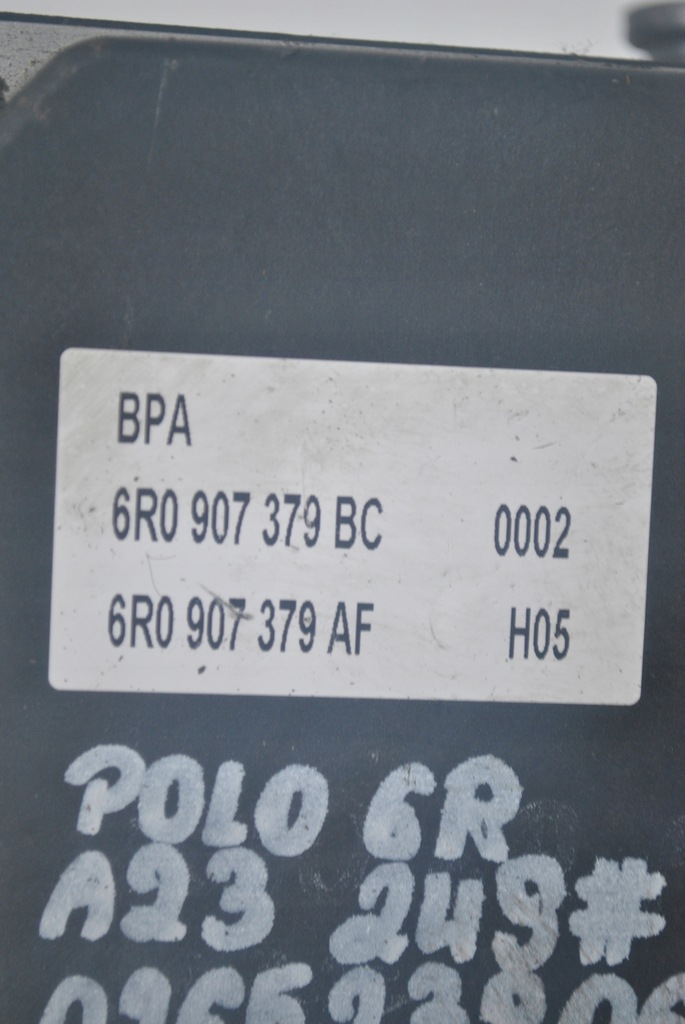 BPA
6R0 907 379 BC 0002
6R0 907 379 AF H05
POLO 6R
A23 249#